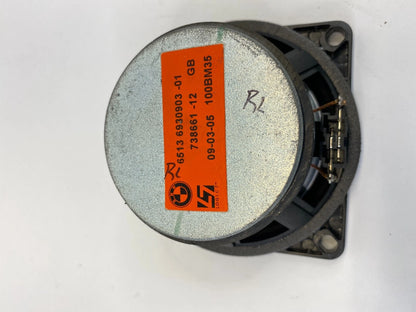 6513 6930903 -01
738661 -12 GB
09-03-05 100BM35
RL
RL